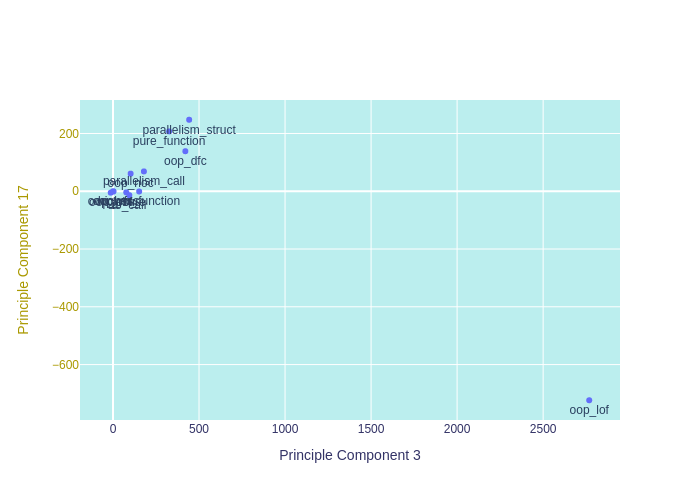 200
0
−200
−400
−600
Principle Component 17
parallelism_struct
pure_function
oop_dfc
parallelism_call
oop_noc
oop_lof
0
500
1000
1500
2000
2500
Principle Component 3